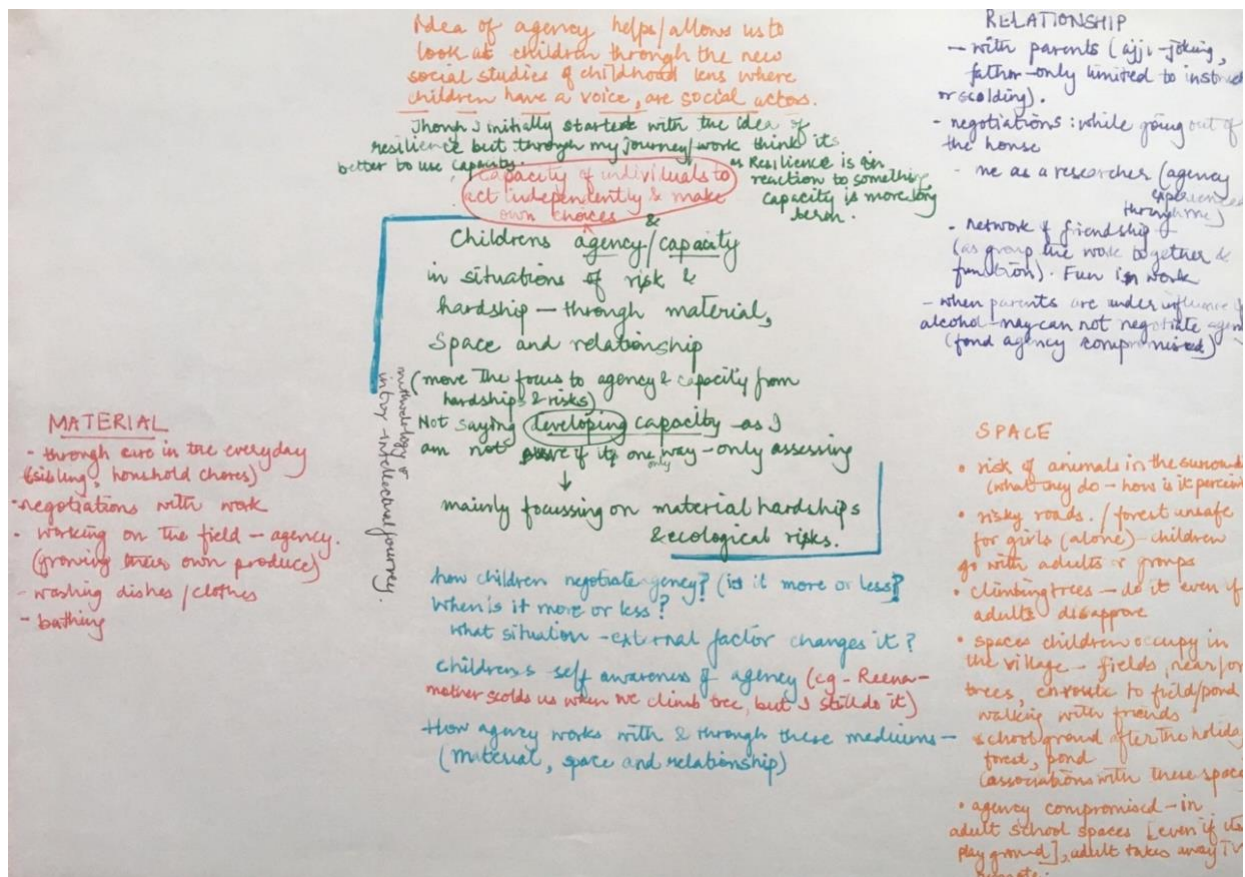 Idea of agency helps/allows us to
look at children through the new
social studies of childhood lens where
children have a voice, are social actors.
Though I initially started with the idea of
resilience but through my journey/work think its
better to use capacity.
as Resilience is in
reaction to something,
capacity is more long
term.
capacity of individuals to
act independently & make
own choices
&
Childrens agency/capacity
in situations of risk &
hardship — through material,
Space and relationship
(move the focus to agency & capacity from
hardships & risks)
Not saying developing capacity - as I
am not if its one way - only assessing
only
mainly focussing on material hardships
& ecological risks.
methodology or
intro - intellectual journey.
how children negotiate agency? (is it more or less?
When is it more or less?
what situation - external factor changes it?
Childrens self awareness of agency (eg - Reena-
mother scolds us when we climb tree, but I still do it)
How agency works with & through these mediums-
(material, space and relationship)
MATERIAL
- through care in the everyday
(sibling, household chores)
- negotiations with work
- working on the field - agency.
(growing their own produce)
- washing dishes/clothes
- bathing
RELATIONSHIP
- with parents (ajji - joking,
father - only limited to instruct
or scolding).
- negotiations: while going out of
the house
- me as a researcher (agency
experienced
through me)
- Network of friendship
(as group the work together &
function). Fun in work
- when parents are under influence of
alcohol - may can not negotiate agen
(fond agency compromised)
SPACE
• risk of animals in the surround
(what they do - how is it percei
• risky roads. / forest unsafe
for girls (alone) - children
go with adults or groups
• climbing trees - do it even if
adults disapprove
• spaces children occupy in
the village - fields, near/on
trees, enroute to field/pond
walking with friends
school ground after the holiday
forest, pond
(associations with these space
• agency compromised - in
adult school spaces [even if its
play ground], adult takes away TV
remote.